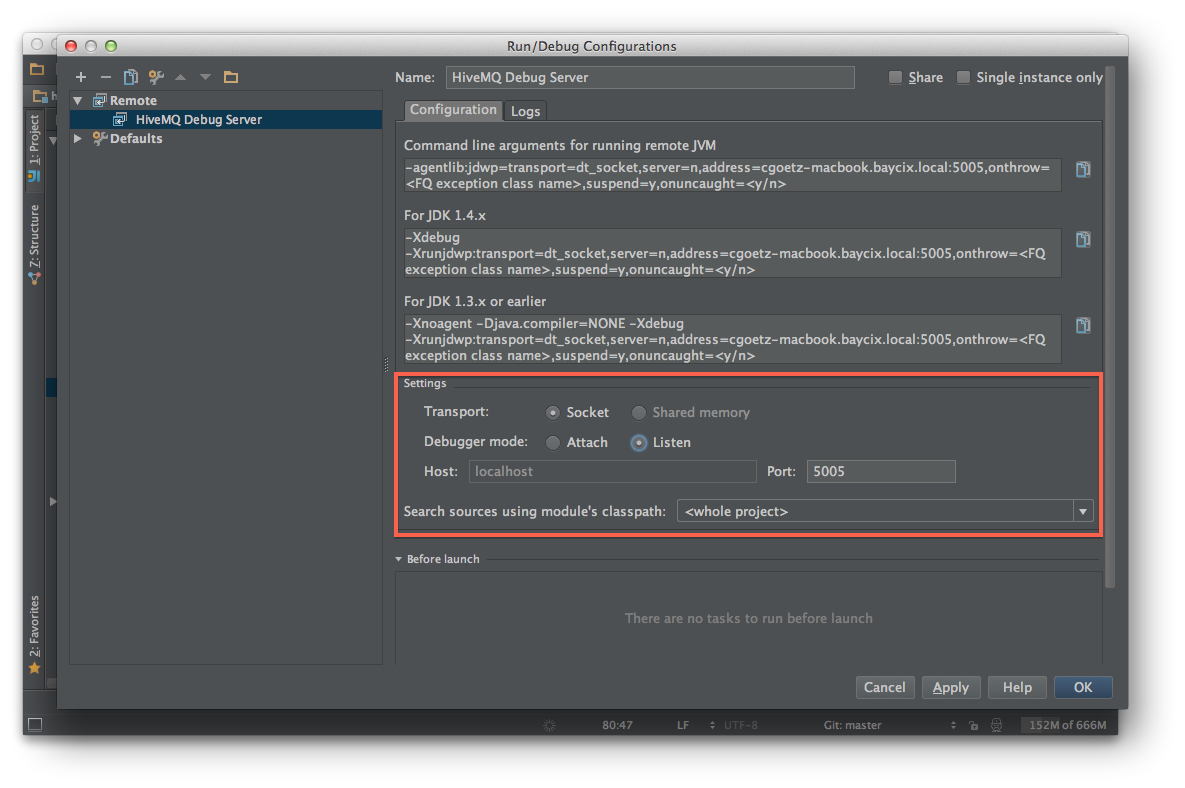 Run/Debug Configurations
Name: HiveMQ Debug Server Share Single instance only
Remote
HiveMQ Debug Server
Defaults
1: Project
7: Structure
2: Favorites
Configuration Logs
Command line arguments for running remote JVM
-agentlib:jdwp=transport=dt_socket,server=n,address=cgoetz-macbook.baycix.local:5005,onthrow=
<FQ exception class name>,suspend=y,onuncaught=<y/n>
For JDK 1.4.x
-Xdebug
-Xrunjdwp:transport=dt_socket,server=n,address=cgoetz-macbook.baycix.local:5005,onthrow=<FQ
exception class name>,suspend=y,onuncaught=<y/n>
For JDK 1.3.x or earlier
-Xnoagent -Djava.compiler=NONE -Xdebug
-Xrunjdwp:transport=dt_socket,server=n,address=cgoetz-macbook.baycix.local:5005,onthrow=<FQ
exception class name>,suspend=y,onuncaught=<y/n>
Settings
Transport: Socket Shared memory
Debugger mode: Attach Listen
Host: localhost Port: 5005
Search sources using module's classpath: <whole project>
Before launch
There are no tasks to run before launch
Cancel Apply Help OK
80:47 LF UTF-8 Git: master 152M of 666M